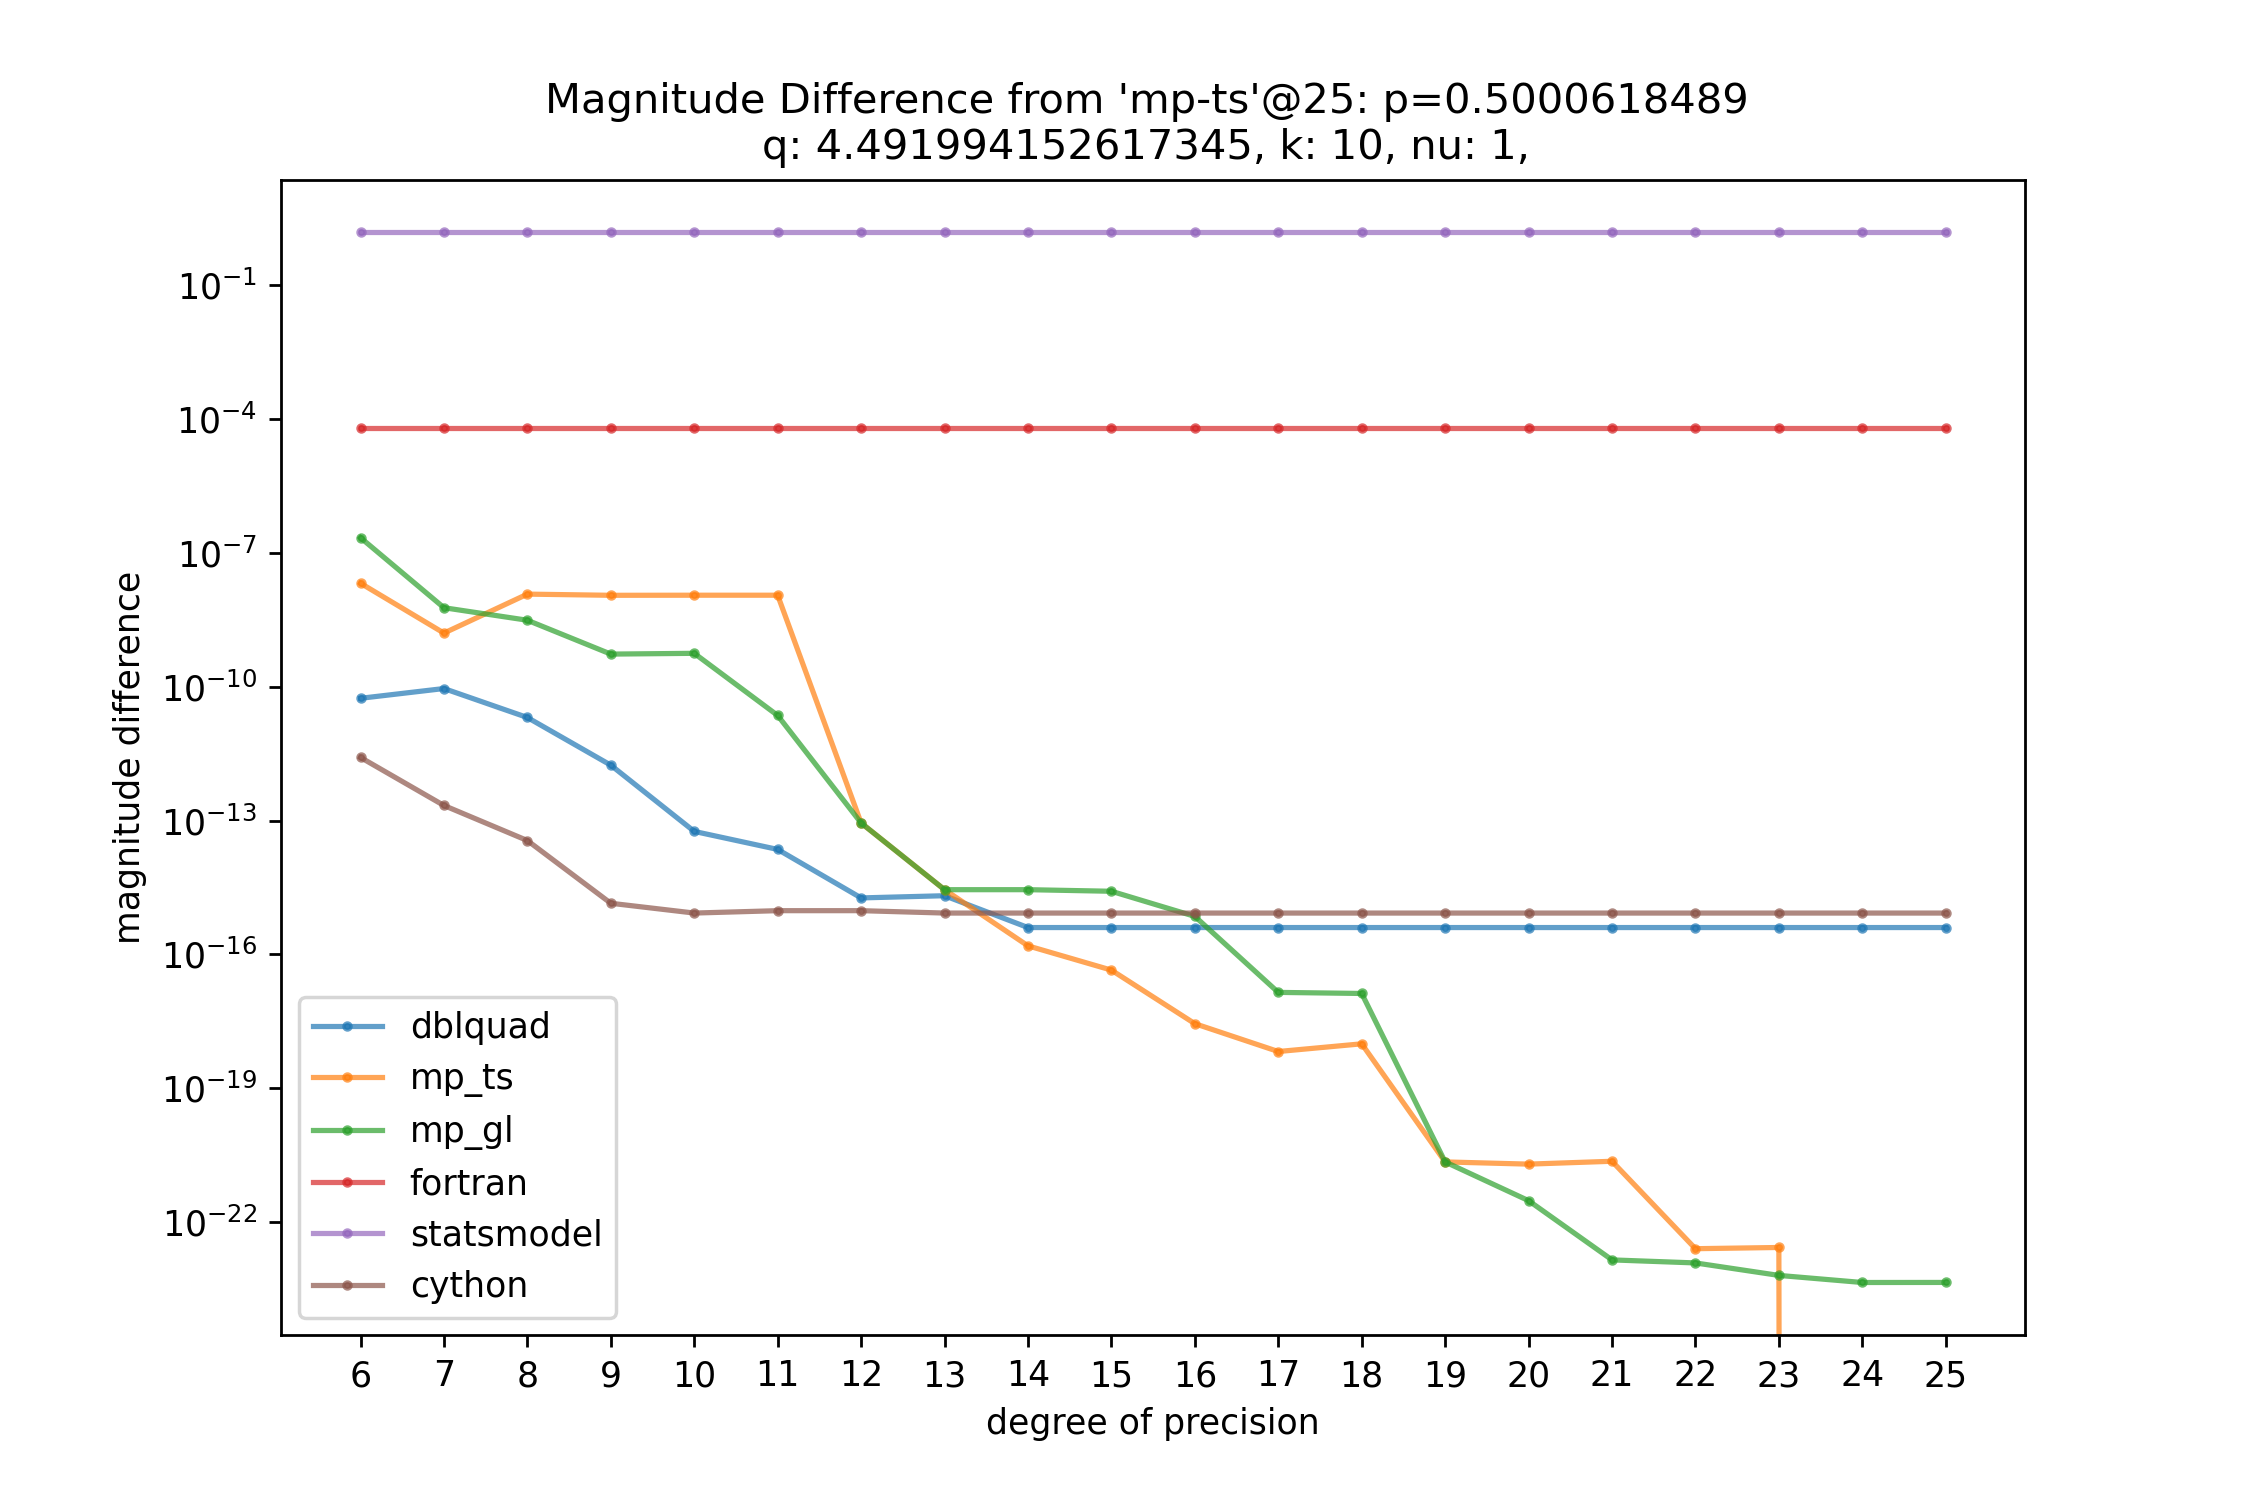 Magnitude Difference from 'mp-ts'@25: p=0.5000618489
q: 4.491994152617345, k: 10, nu: 1,
magnitude difference
10⁻¹
10⁻⁴
10⁻⁷
10⁻¹⁰
10⁻¹³
10⁻¹⁶
10⁻¹⁹
10⁻²²
dblquad
mp_ts
mp_gl
fortran
statsmodel
cython
6 7 8 9 10 11 12 13 14 15 16 17 18 19 20 21 22 23 24 25
degree of precision